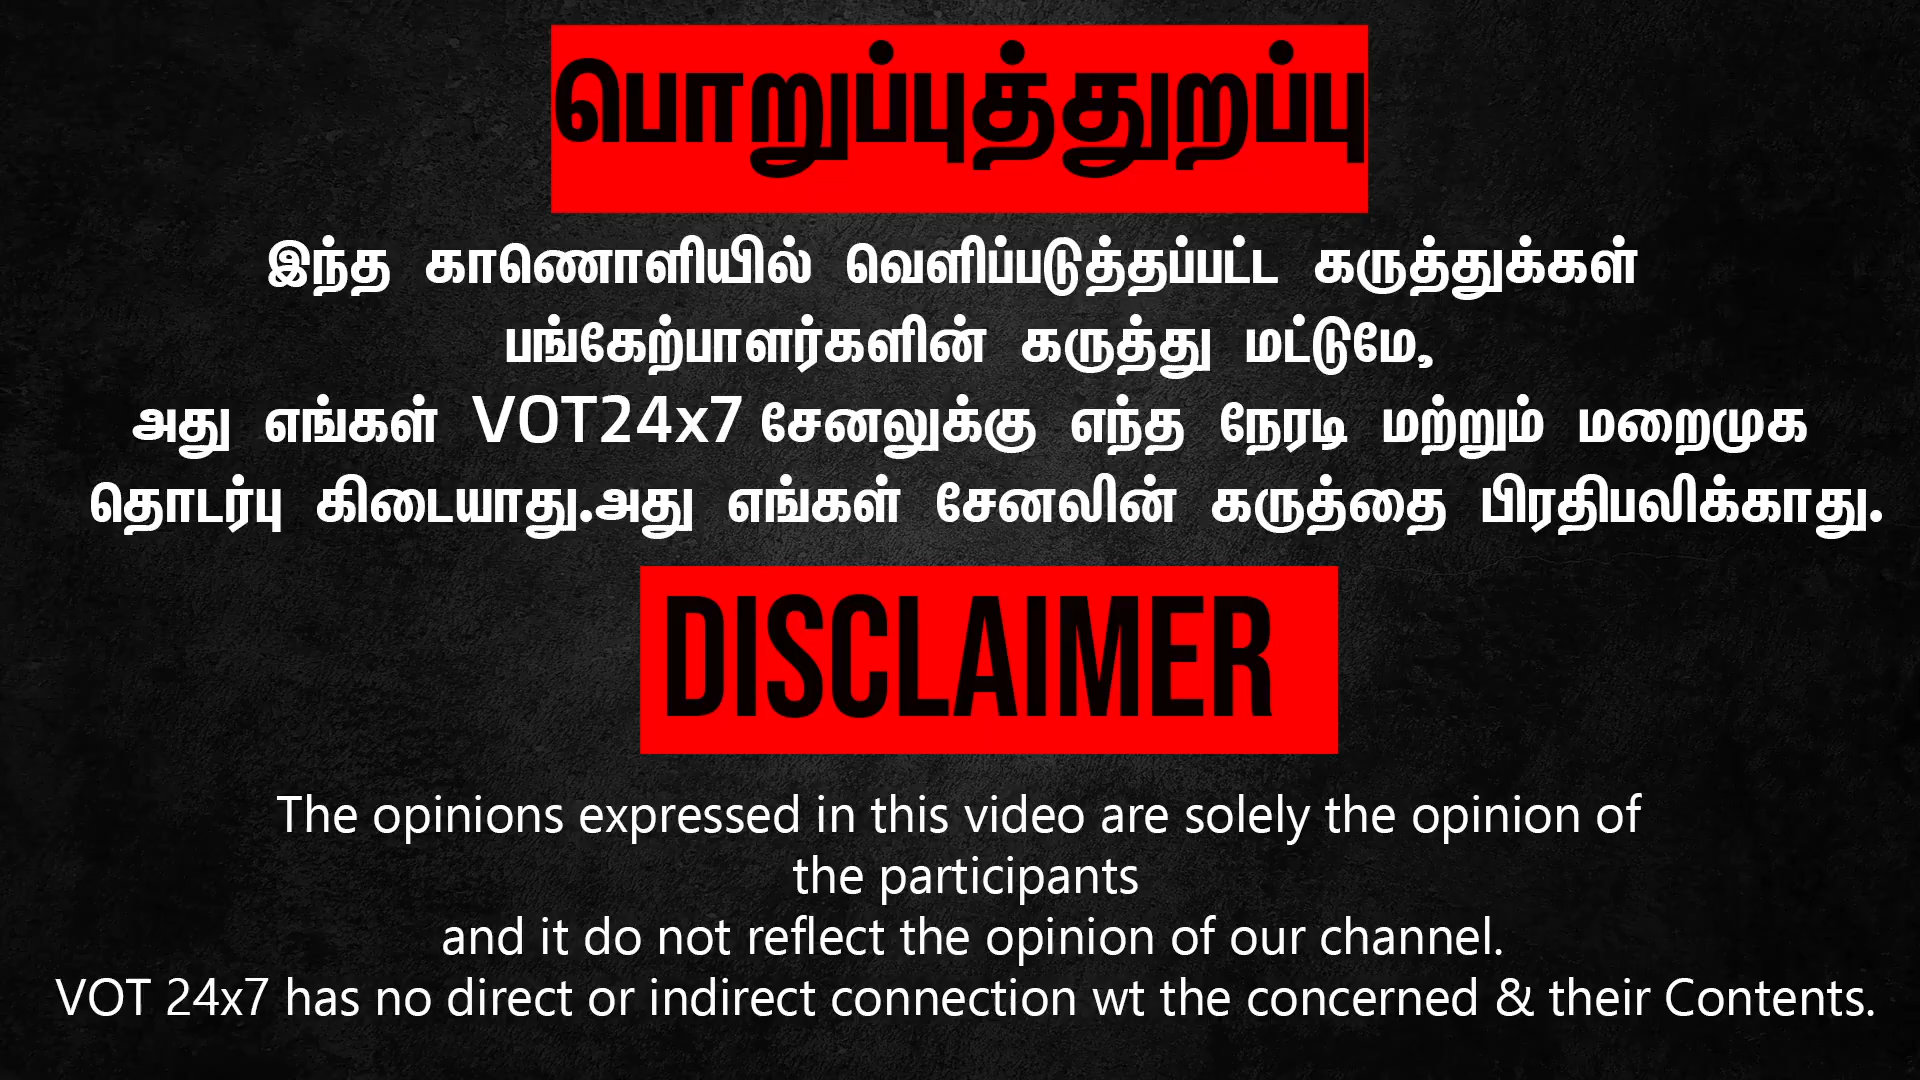 பொறுப்புத்துறப்பு
இந்த காணொளியில் வெளிப்படுத்தப்பட்ட கருத்துக்கள்
பங்கேற்பாளர்களின் கருத்து மட்டுமே,
அது எங்கள் VOT24x7 சேனலுக்கு எந்த நேரடி மற்றும் மறைமுக
தொடர்பு கிடையாது.அது எங்கள் சேனலின் கருத்தை பிரதிபலிக்காது.
DISCLAIMER
The opinions expressed in this video are solely the opinion of
the participants
and it do not reflect the opinion of our channel.
VOT 24x7 has no direct or indirect connection wt the concerned & their Contents.